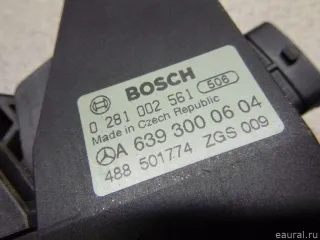 BOSCH
0 281 002 561 506
Made in Czech Republic
A 639 300 06 04
488 501774 ZGS 009
© eaural.ru